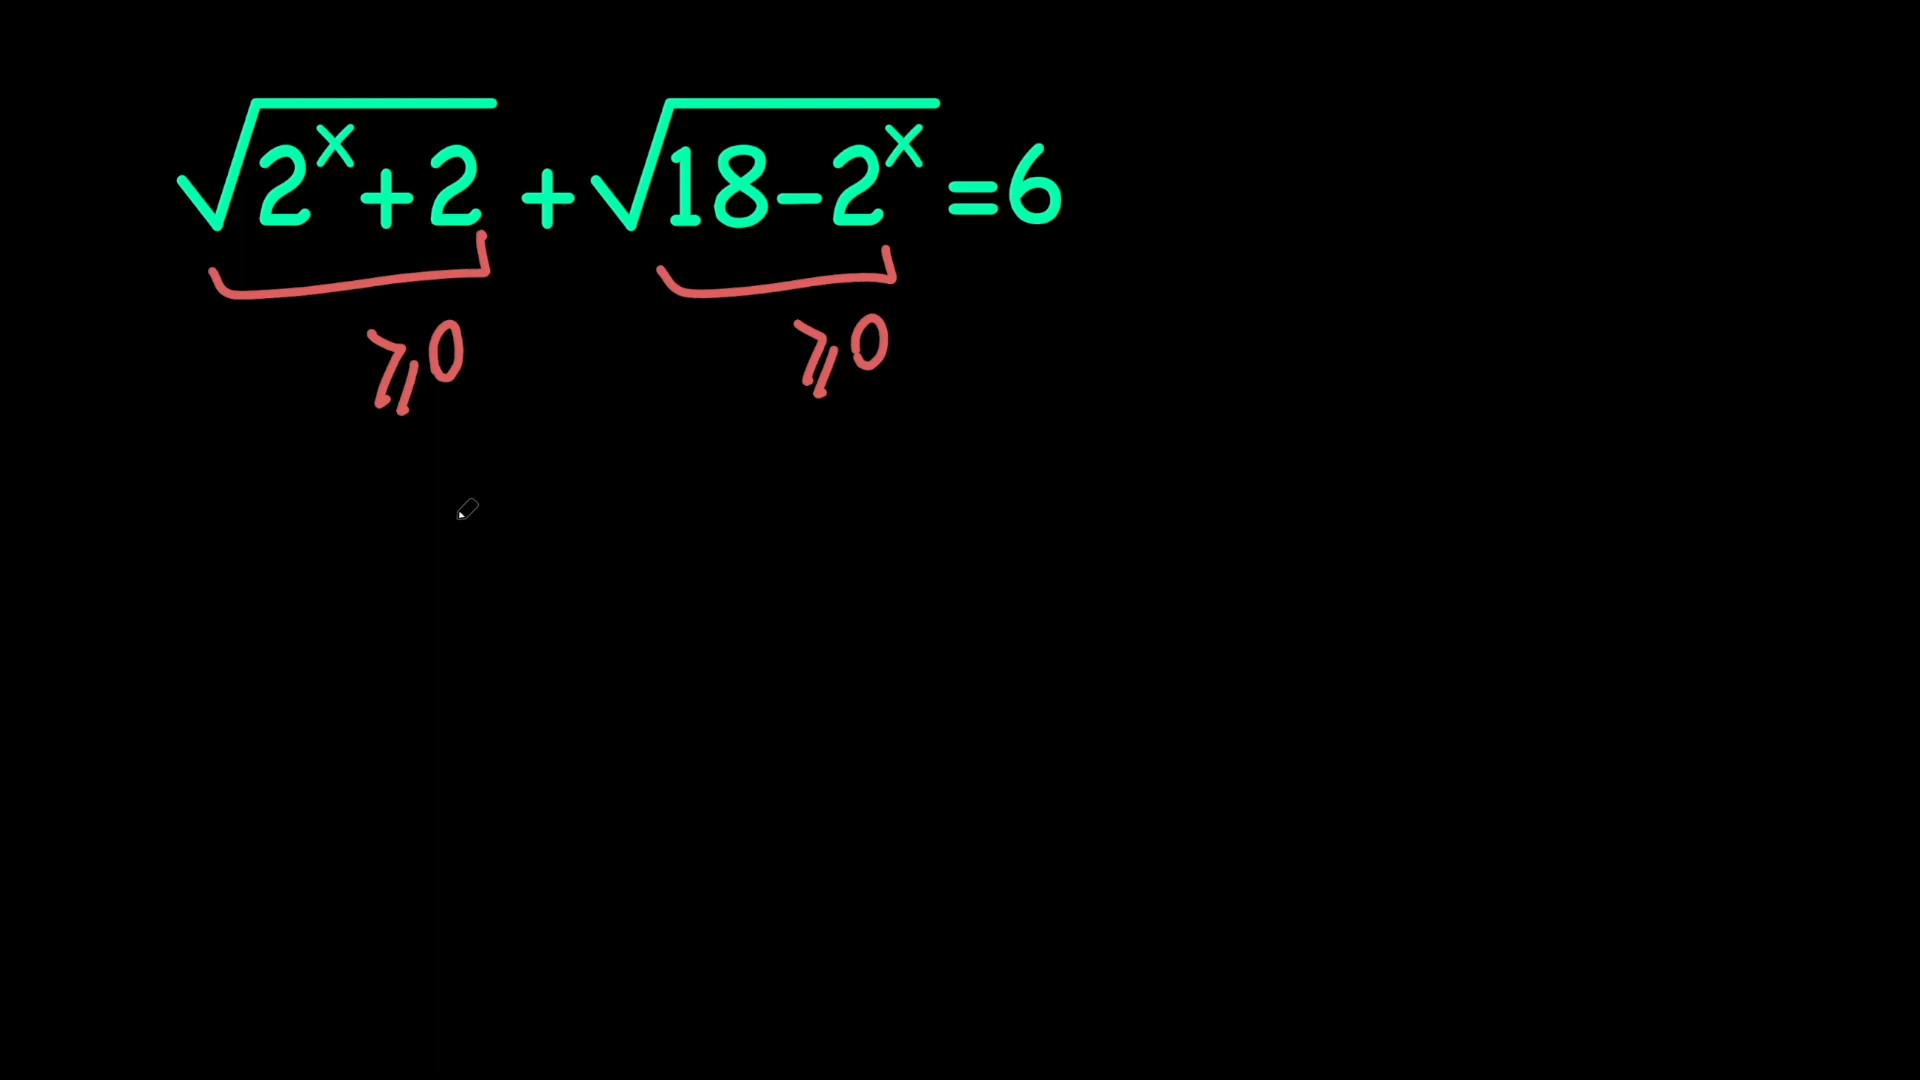 √(2^x+2) + √(18-2^x) = 6
≥0 ≥0